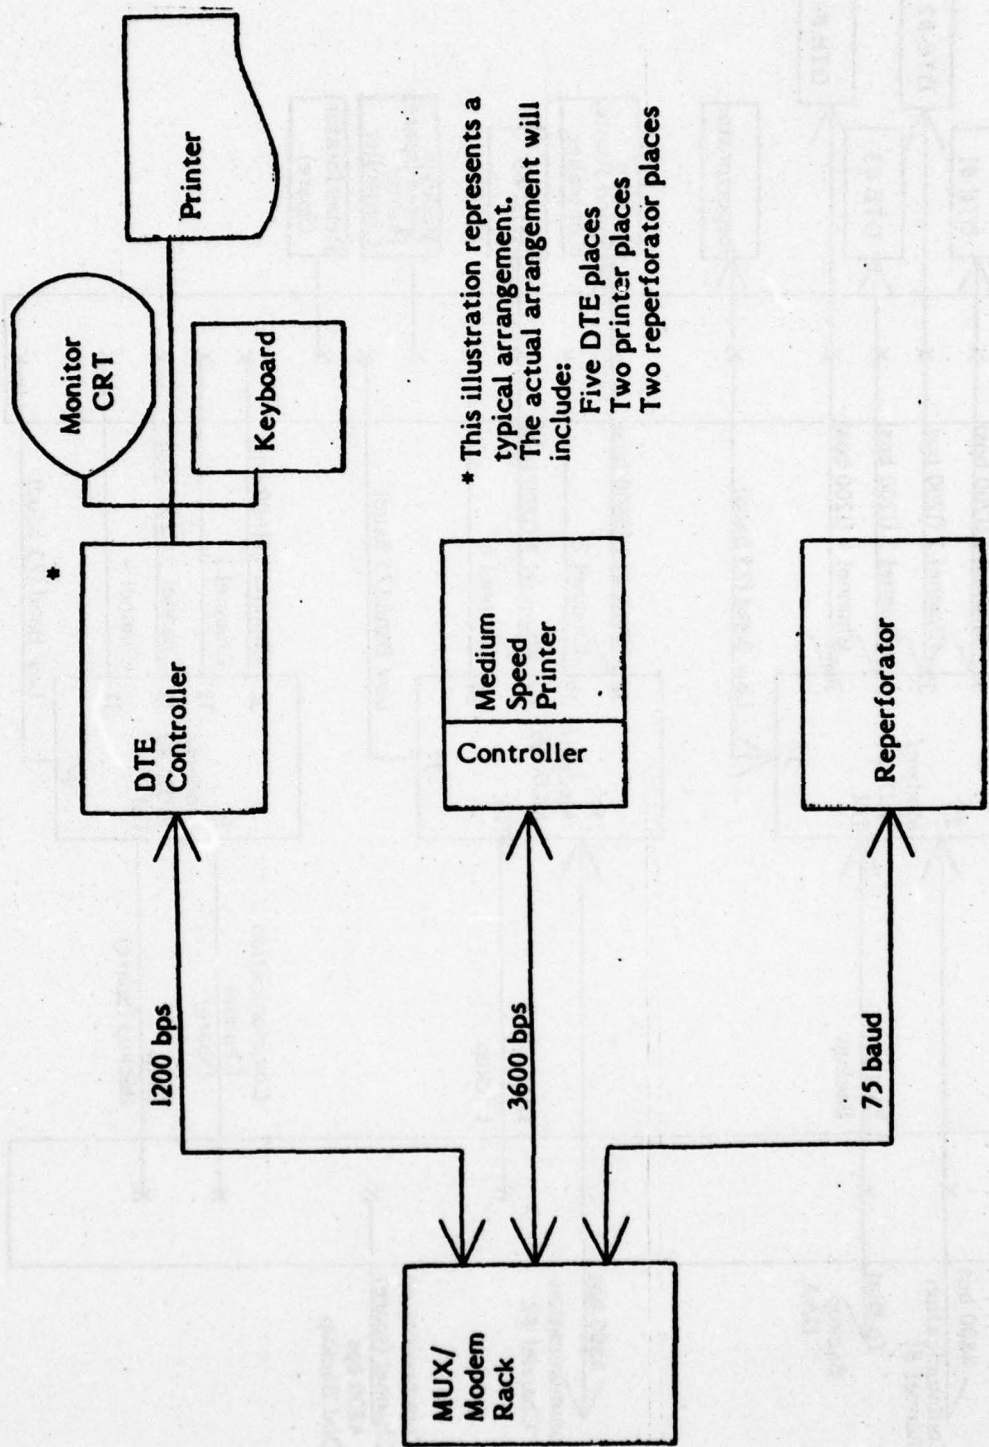 Monitor
CRT
Printer
Keyboard
*
DTE
Controller
1200 bps
* This illustration represents a
typical arrangement.
The actual arrangement will
include:
Five DTE places
Two printer places
Two reperforator places
MUX/
Modem
Rack
3600 bps
Controller
Medium
Speed
Printer
75 baud
Reperforator